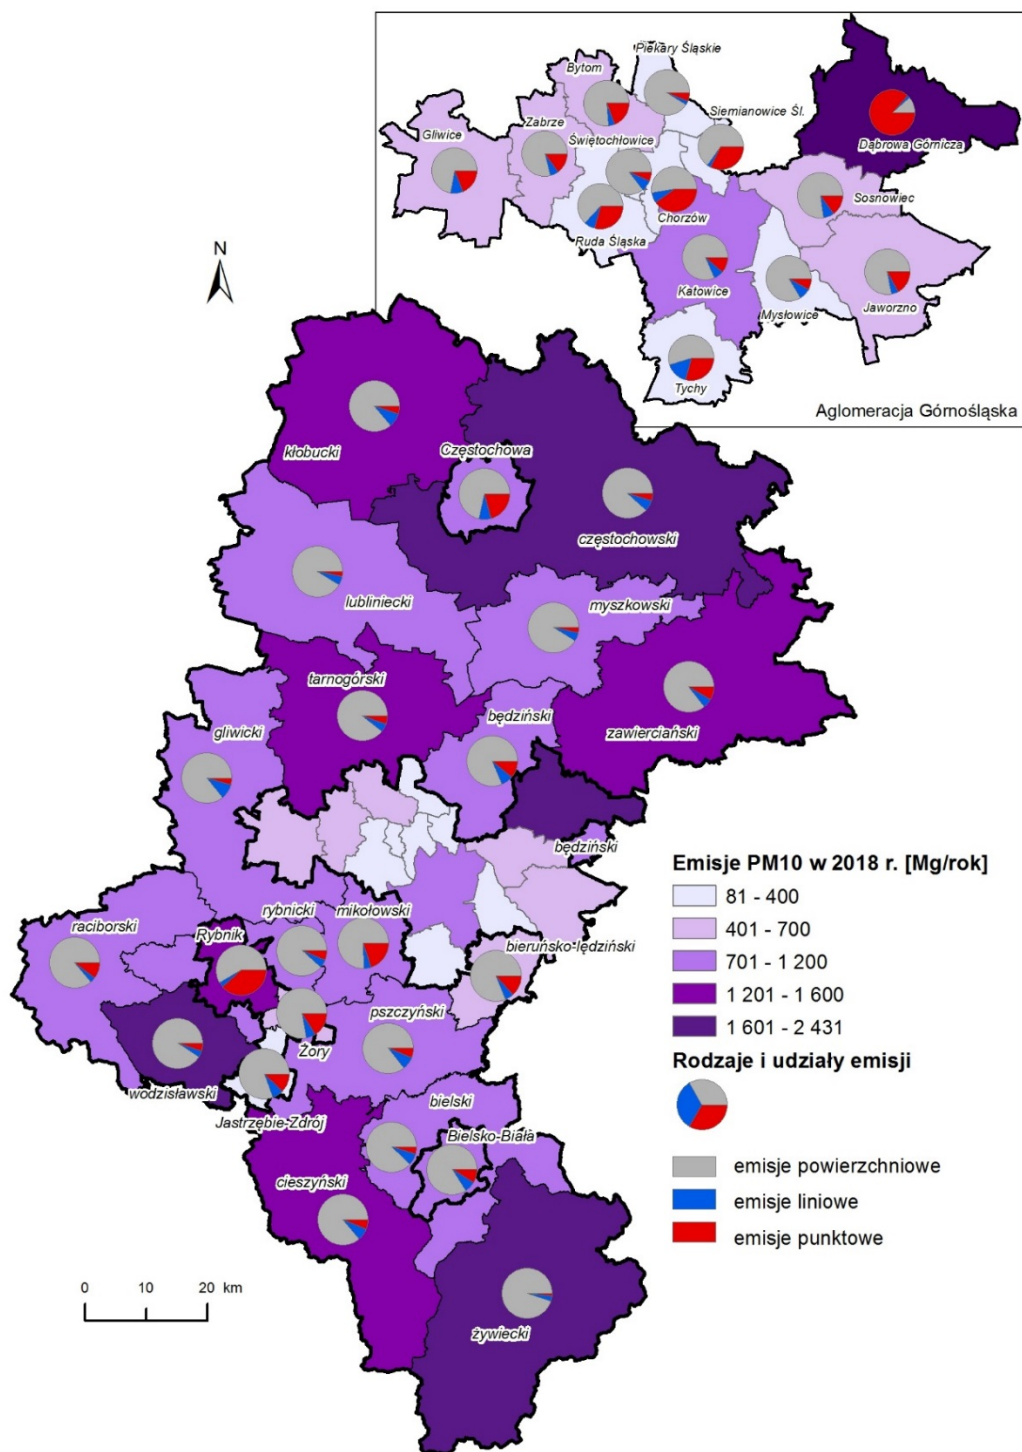 Piekary Śląskie
Bytom
Siemianowice Śl.
Gliwice
Zabrze
Świętochłowice
Dąbrowa Górnicza
Sosnowiec
Chorzów
Ruda Śląska
Katowice
Jaworzno
Mysłowice
Tychy
Aglomeracja Górnośląska
N
kłobucki
Częstochowa
częstochowski
lubliniecki
myszkowski
tarnogórski
będziński
zawierciański
gliwicki
będziński
Emisje PM10 w 2018 r. [Mg/rok]
81 - 400
401 - 700
701 - 1 200
1 201 - 1 600
1 601 - 2 431
Rodzaje i udziały emisji
emisje powierzchniowe
emisje liniowe
emisje punktowe
raciborski
Rybnik
rybnicki
mikołowski
bieruńsko-lędziński
pszczyński
Żory
wodzisławski
Jastrzębie-Zdrój
bielski
Bielsko-Biała
cieszyński
żywiecki
0 10 20 km